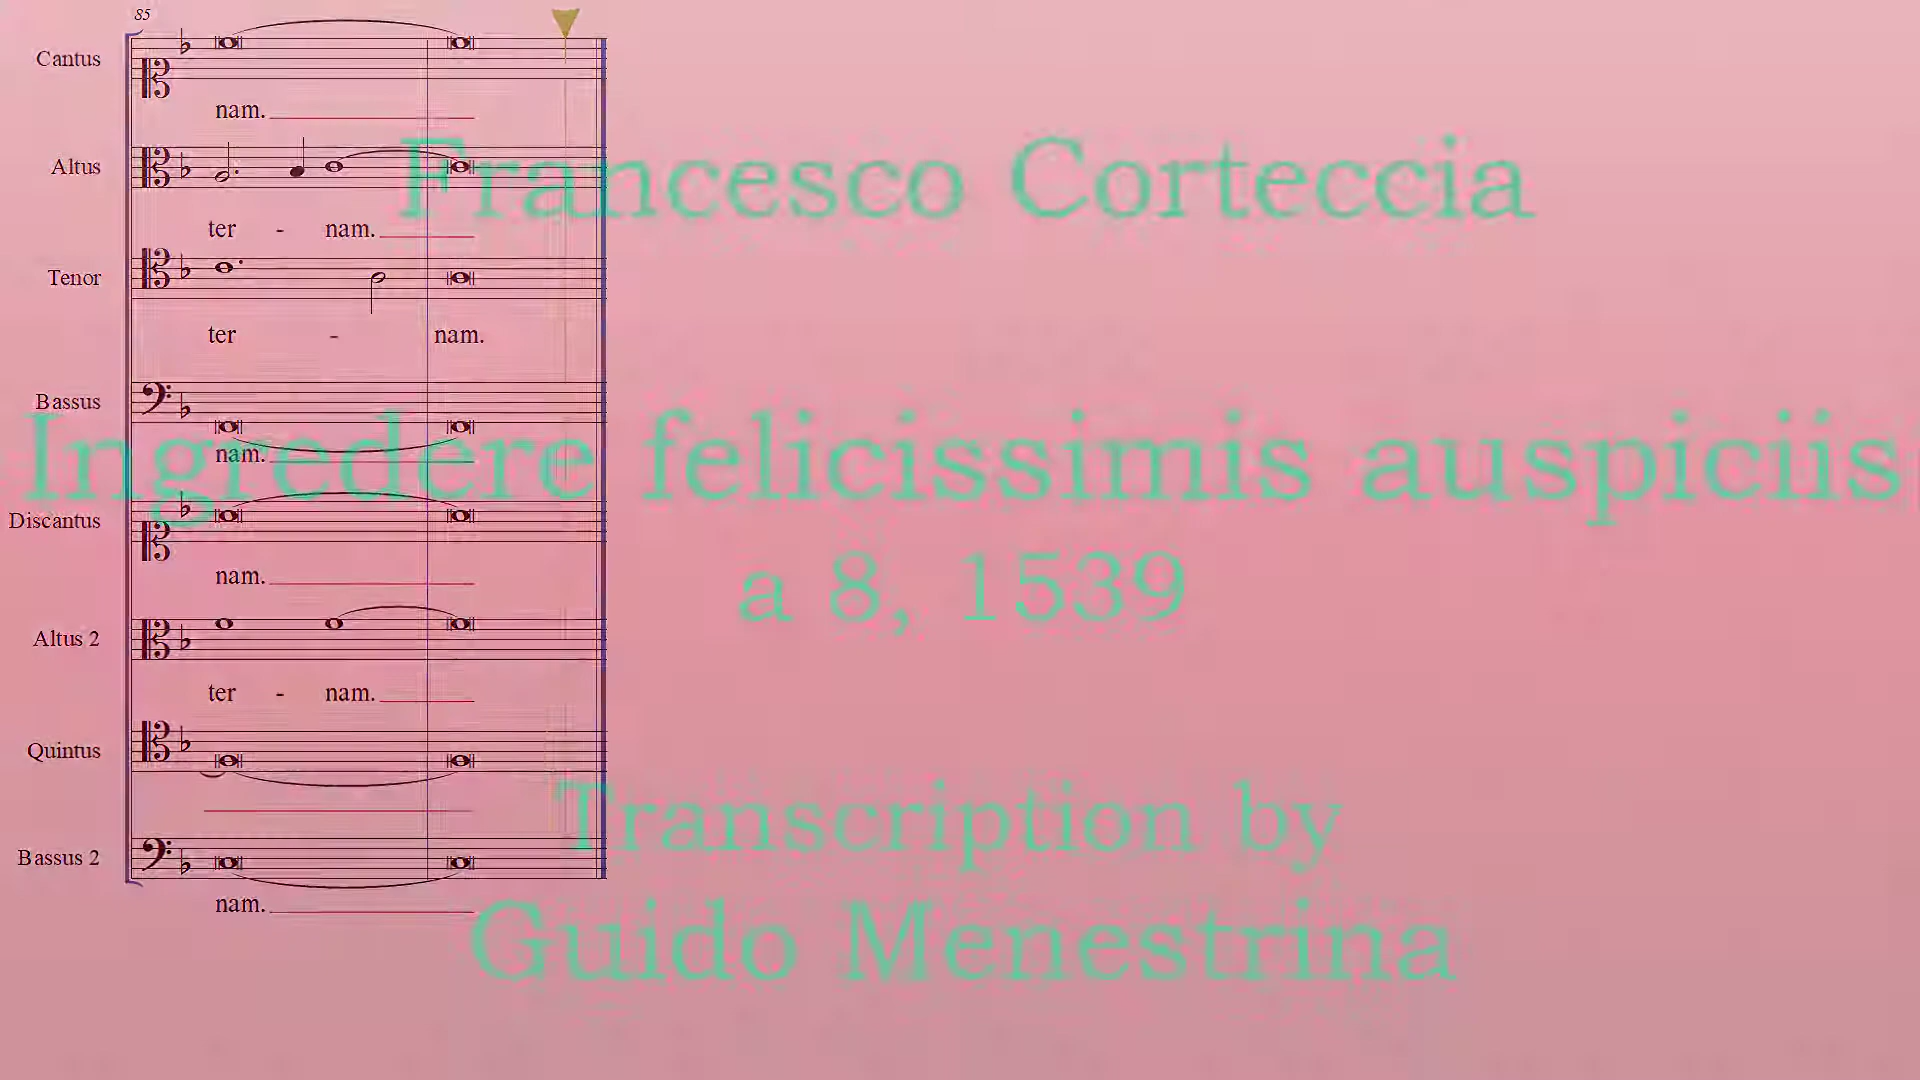 85
Cantus
nam.
Altus
ter - nam.
Tenor
ter - nam.
Bassus
nam.
Discantus
nam.
Altus 2
ter - nam.
Quintus
Bassus 2
nam.
Francesco Corteccia
Ingredere felicissimis auspiciis
a 8, 1539
Transcription by
Guido Menestrina